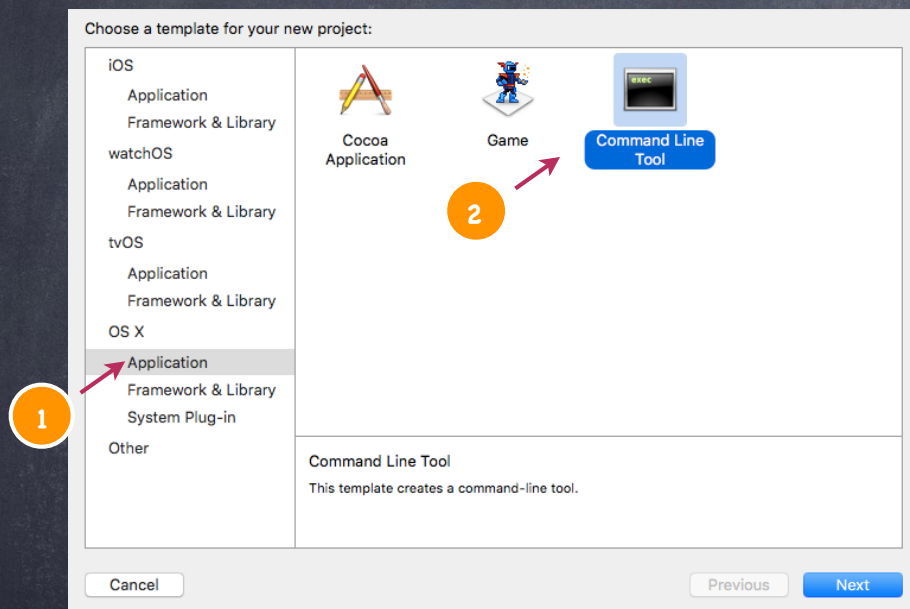 Choose a template for your new project:
iOS
Application
Framework & Library
watchOS
Application
Framework & Library
tvOS
Application
Framework & Library
OS X
Application
Framework & Library
System Plug-in
Other
1
Cocoa
Application
Game
exec
Command Line
Tool
2
Command Line Tool
This template creates a command-line tool.
Cancel
Previous
Next